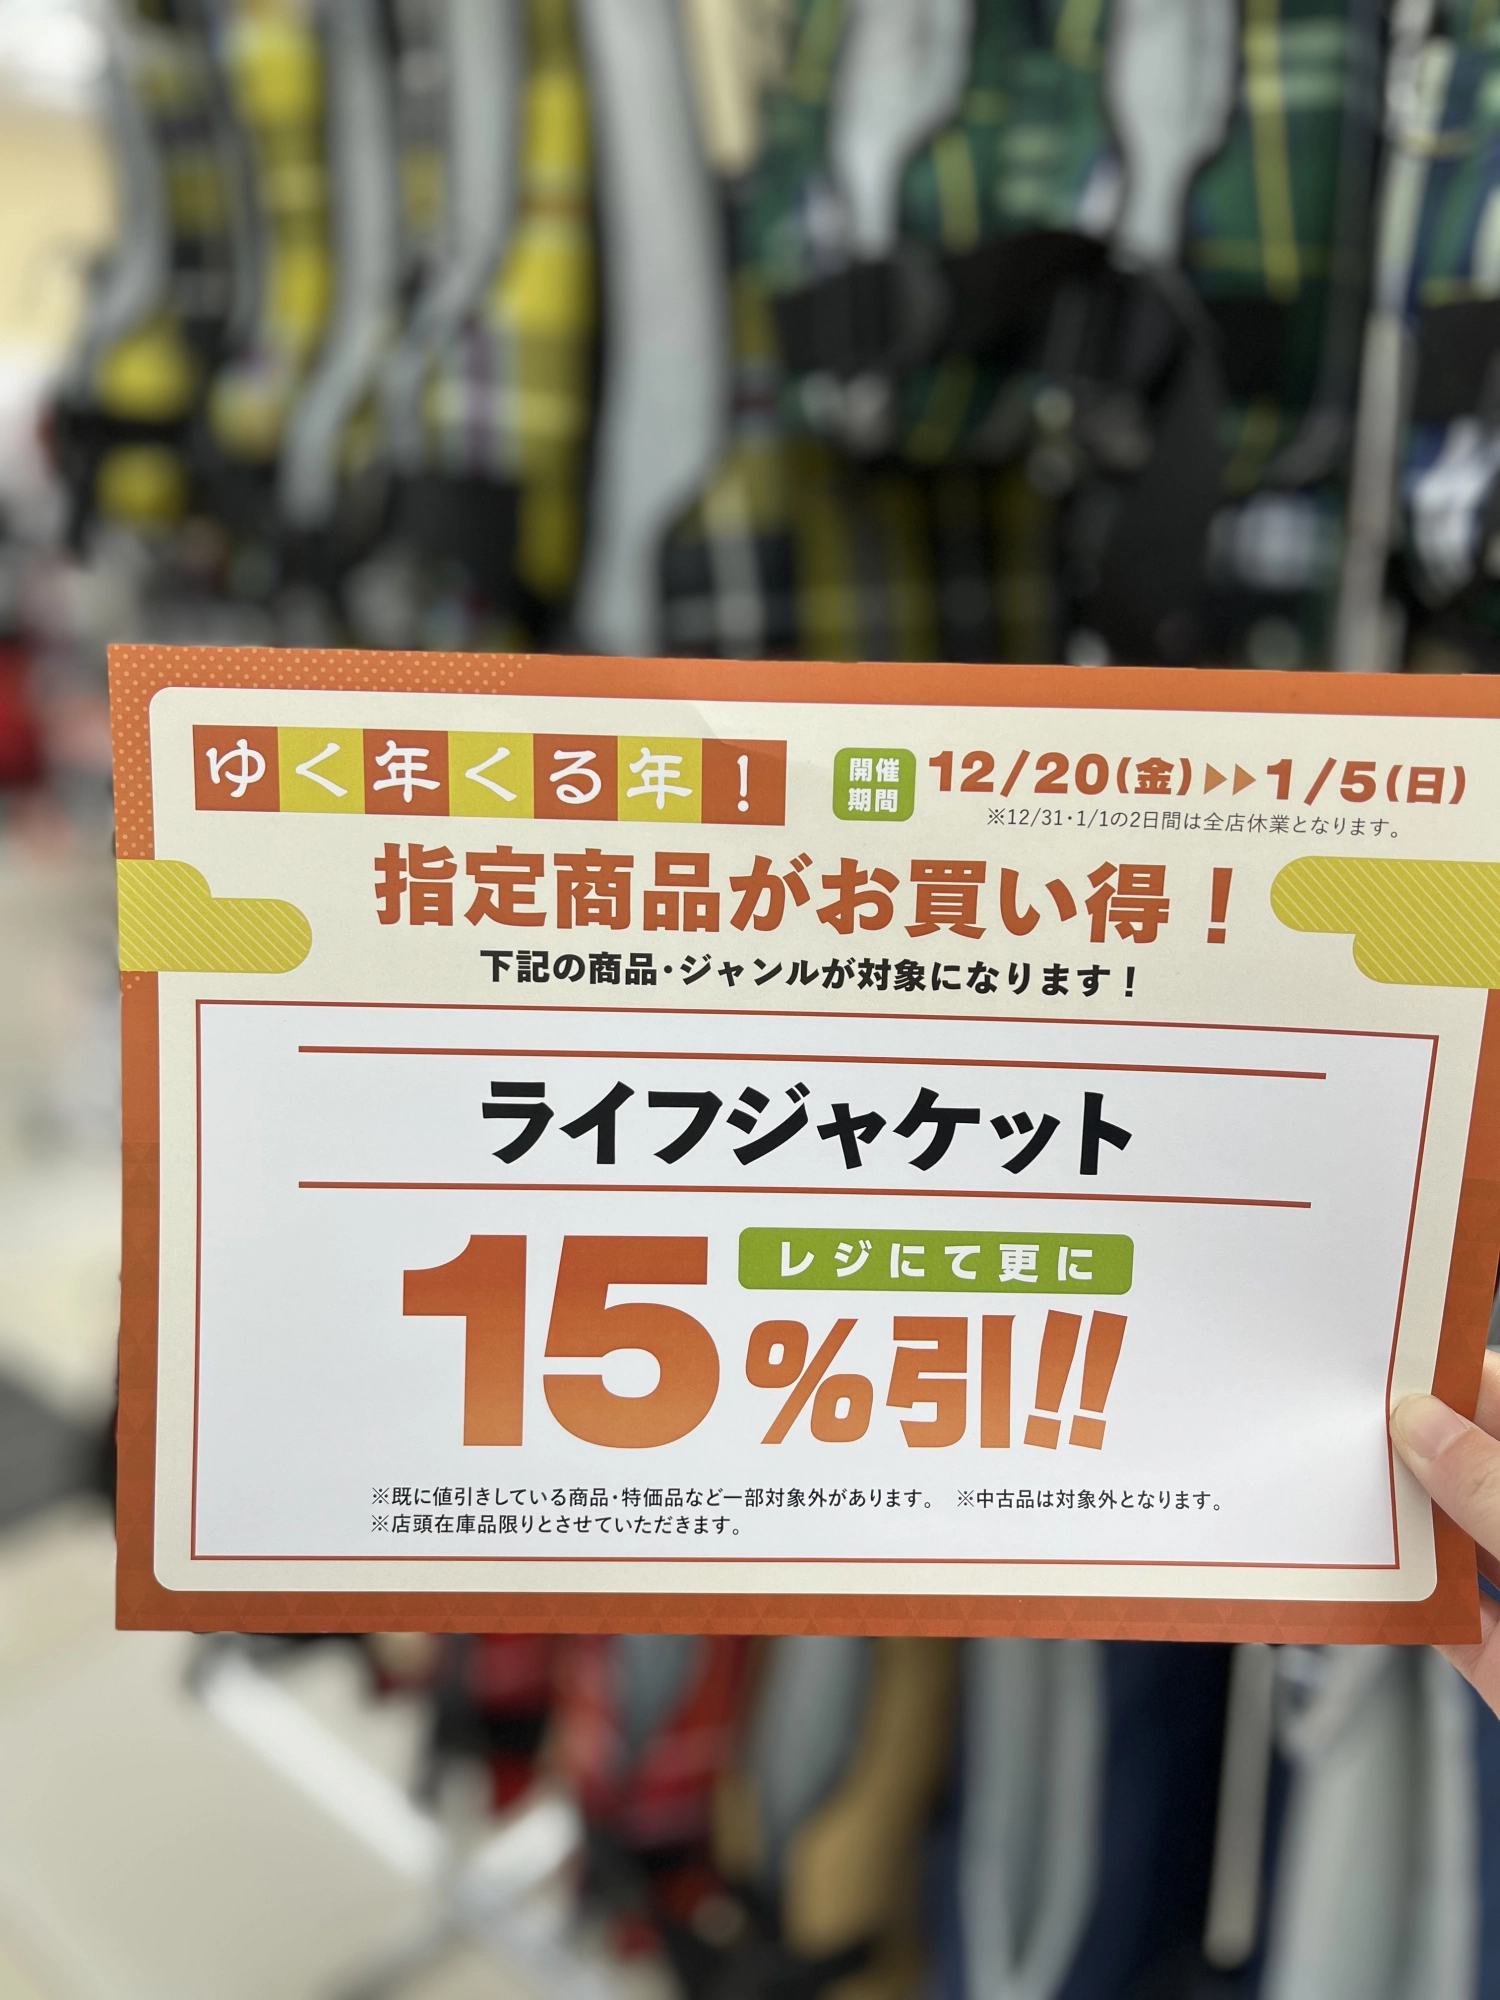 ゆく年くる年！
開催期間 12/20(金)▶▶1/5(日)
※12/31・1/1の2日間は全店休業となります。
指定商品がお買い得！
下記の商品・ジャンルが対象になります！
ライフジャケット
レジにて更に
15%引!!
※既に値引きしている商品・特価品など一部対象外があります。 ※中古品は対象外となります。
※店頭在庫品限りとさせていただきます。